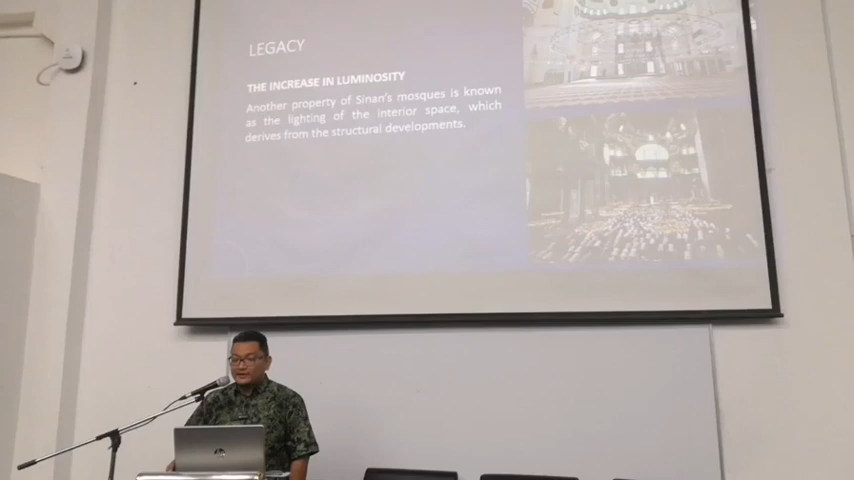 LEGACY
THE INCREASE IN LUMINOSITY
Another property of Sinan's mosques is known
as the lighting of the interior space, which
derives from the structural developments.
hp